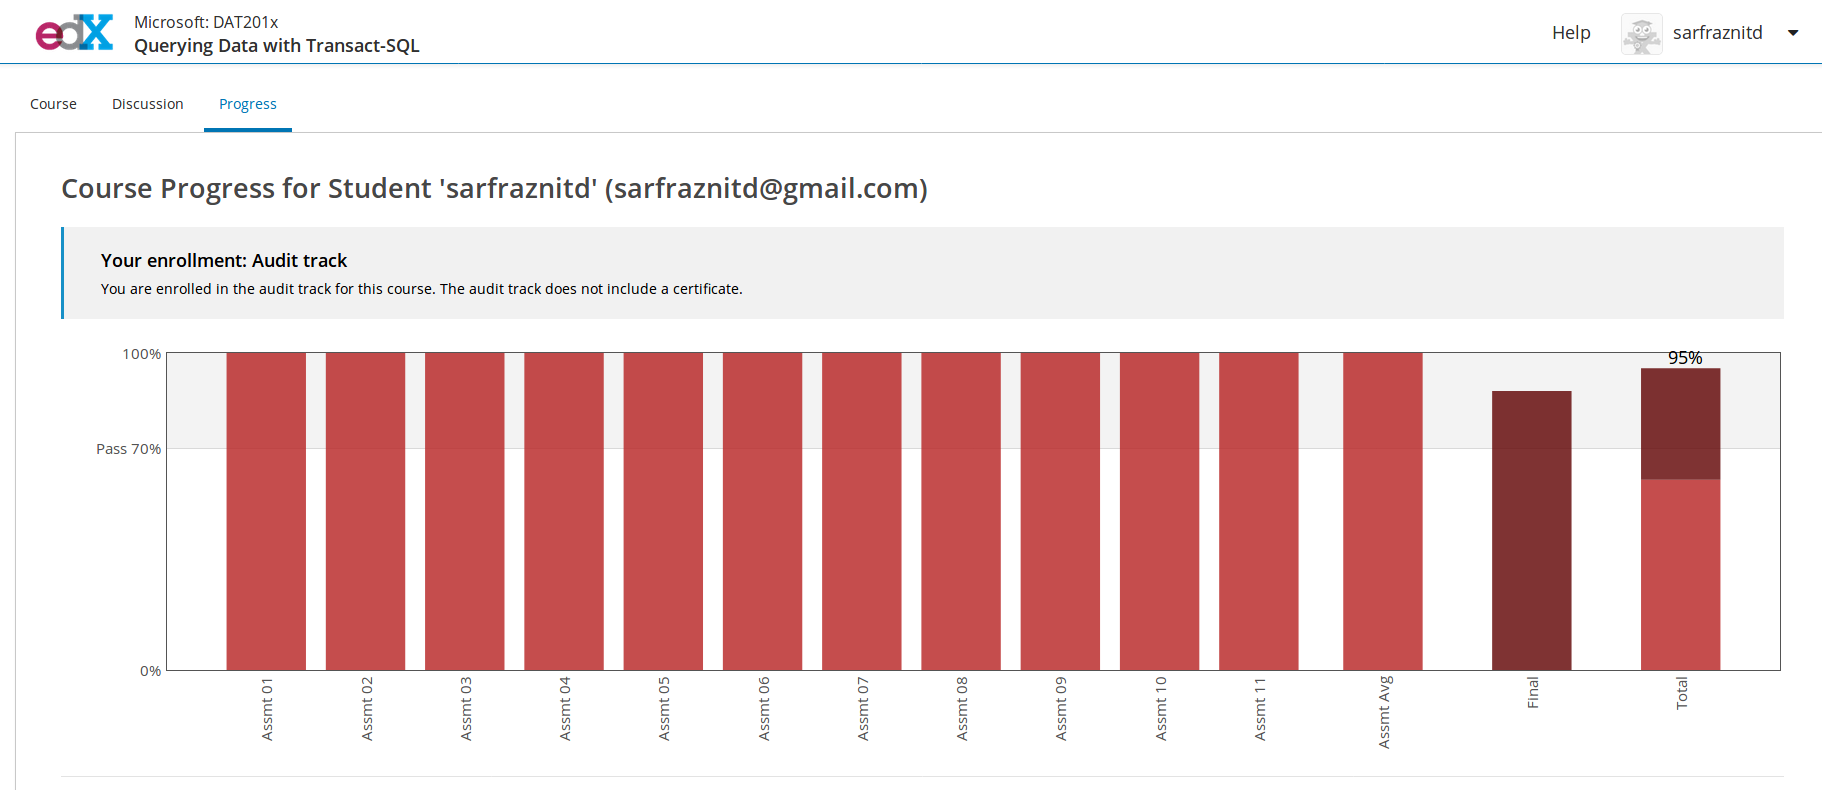 edX
Microsoft: DAT201x
Querying Data with Transact-SQL
Help
sarfraznitd
Course
Discussion
Progress
Course Progress for Student 'sarfraznitd' (sarfraznitd@gmail.com)
Your enrollment: Audit track
You are enrolled in the audit track for this course. The audit track does not include a certificate.
100%
95%
Pass 70%
0%
Assmt 01
Assmt 02
Assmt 03
Assmt 04
Assmt 05
Assmt 06
Assmt 07
Assmt 08
Assmt 09
Assmt 10
Assmt 11
Assmt Avg
Final
Total